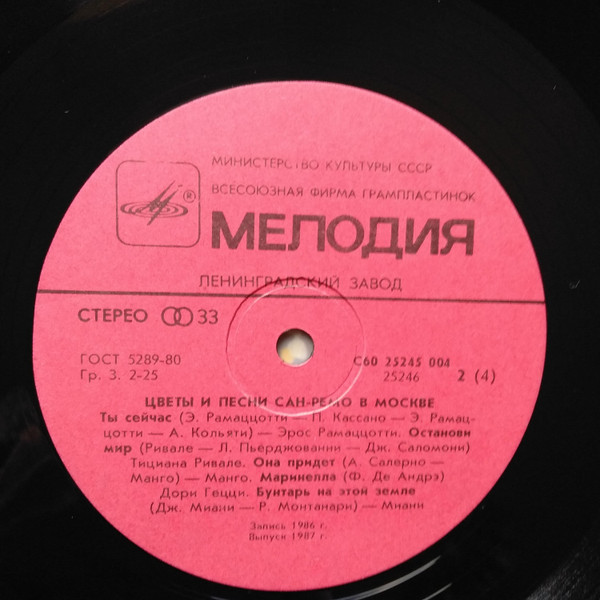 МИНИСТЕРСТВО КУЛЬТУРЫ СССР
ВСЕСОЮЗНАЯ ФИРМА ГРАМПЛАСТИНОК
®
МЕЛОДИЯ
ЛЕНИНГРАДСКИЙ ЗАВОД
СТЕРЕО 33
ГОСТ 5289-80
Гр. 3. 2-25
С60 25245 004
25246 2 (4)
ЦВЕТЫ И ПЕСНИ САН-РЕМО В МОСКВЕ
Ты сейчас (Э. Рамаццотти — П. Кассано — Э. Рамац-
цотти — А. Кольяти) — Эрос Рамаццотти. Останови
мир (Ривале — Л. Пьёрджовании — Дж. Саломони)
Тициана Ривале. Она придет (А. Салерно —
Манго) — Манго. Маринелла (Ф. Де Андрэ)
Дори Гецци. Бунтарь на этой земле
(Дж. Миани — Р. Монтанари) — Миани
Запись 1986 г.
Выпуск 1987 г.